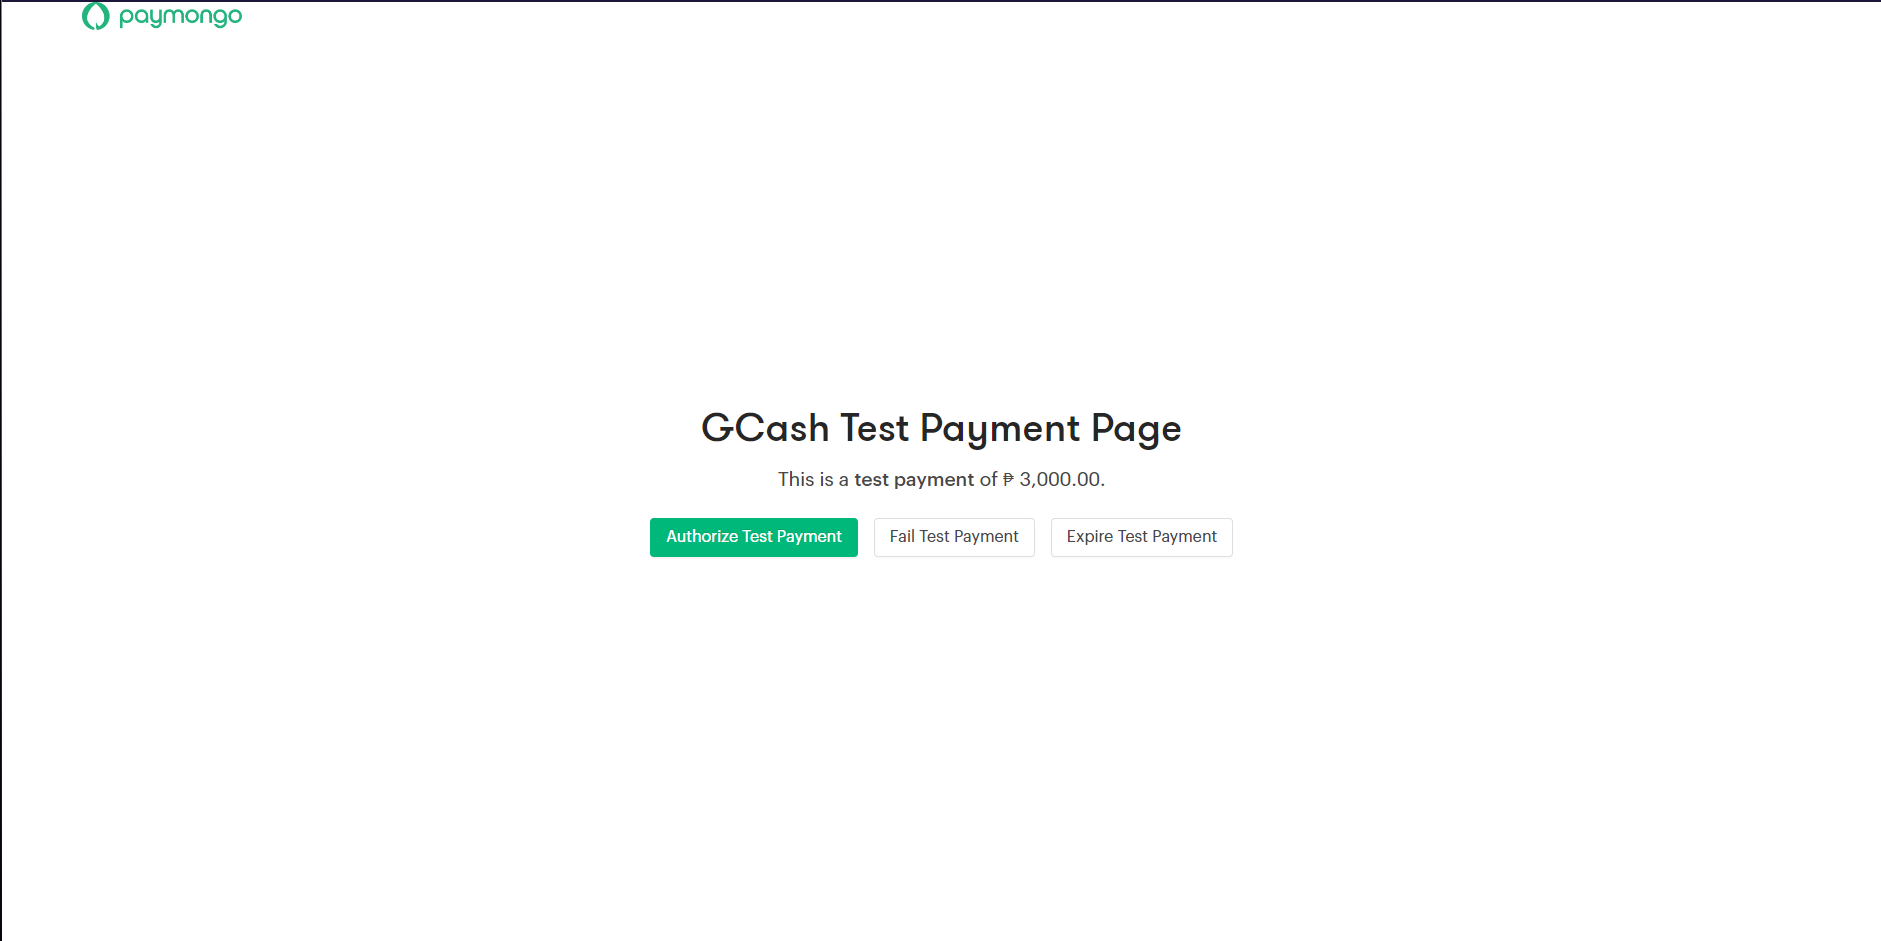 paymongo
GCash Test Payment Page
This is a test payment of ₱ 3,000.00.
Authorize Test Payment
Fail Test Payment
Expire Test Payment